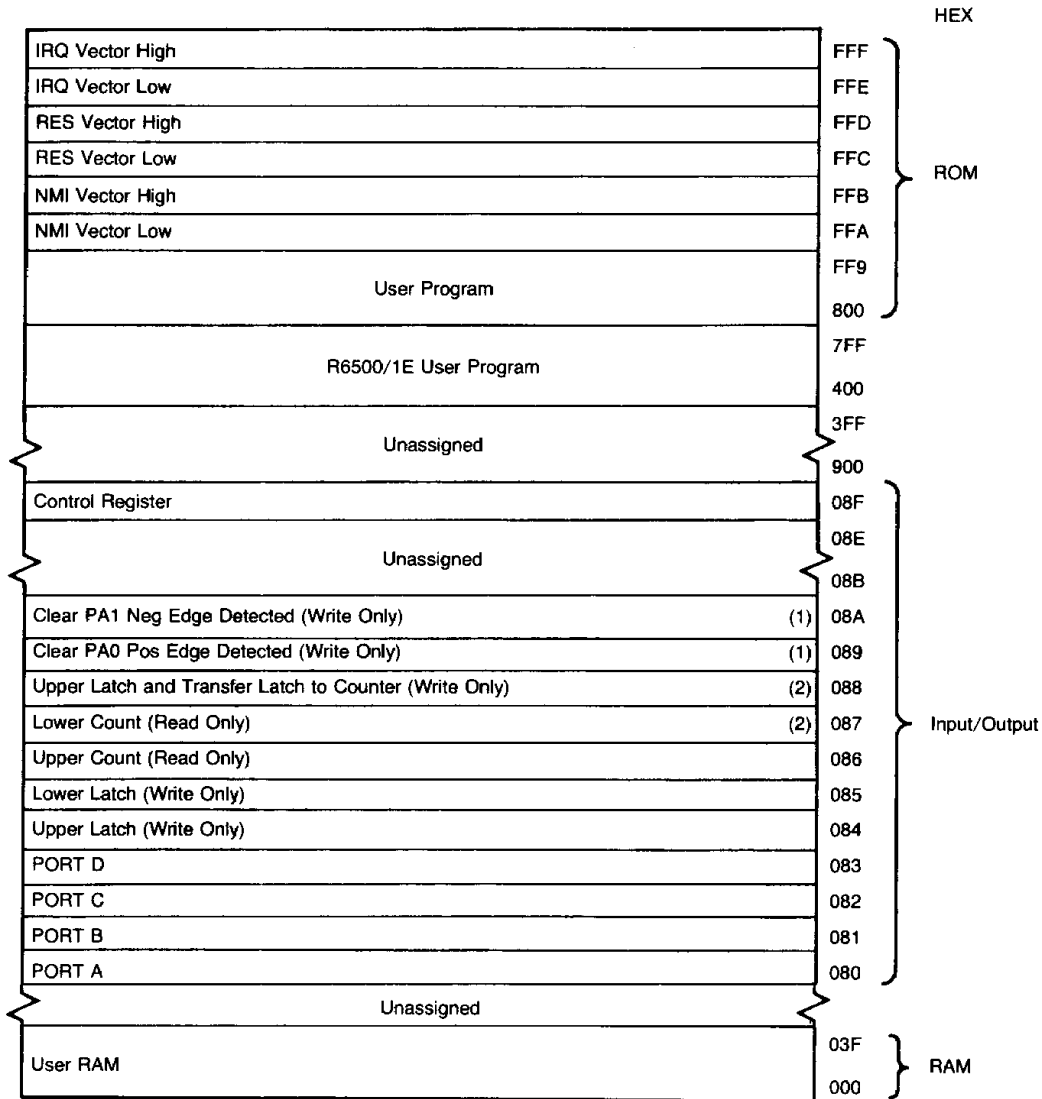 HEX
IRQ Vector High FFF
IRQ Vector Low FFE
RES Vector High FFD
RES Vector Low FFC
ROM
NMI Vector High FFB
NMI Vector Low FFA
FF9
User Program
800
7FF
R6500/1E User Program
400
3FF
Unassigned
900
Control Register 08F
08E
Unassigned
08B
Clear PA1 Neg Edge Detected (Write Only) (1) 08A
Clear PA0 Pos Edge Detected (Write Only) (1) 089
Upper Latch and Transfer Latch to Counter (Write Only) (2) 088
Lower Count (Read Only) (2) 087 Input/Output
Upper Count (Read Only) 086
Lower Latch (Write Only) 085
Upper Latch (Write Only) 084
PORT D 083
PORT C 082
PORT B 081
PORT A 080
Unassigned
03F
User RAM RAM
000